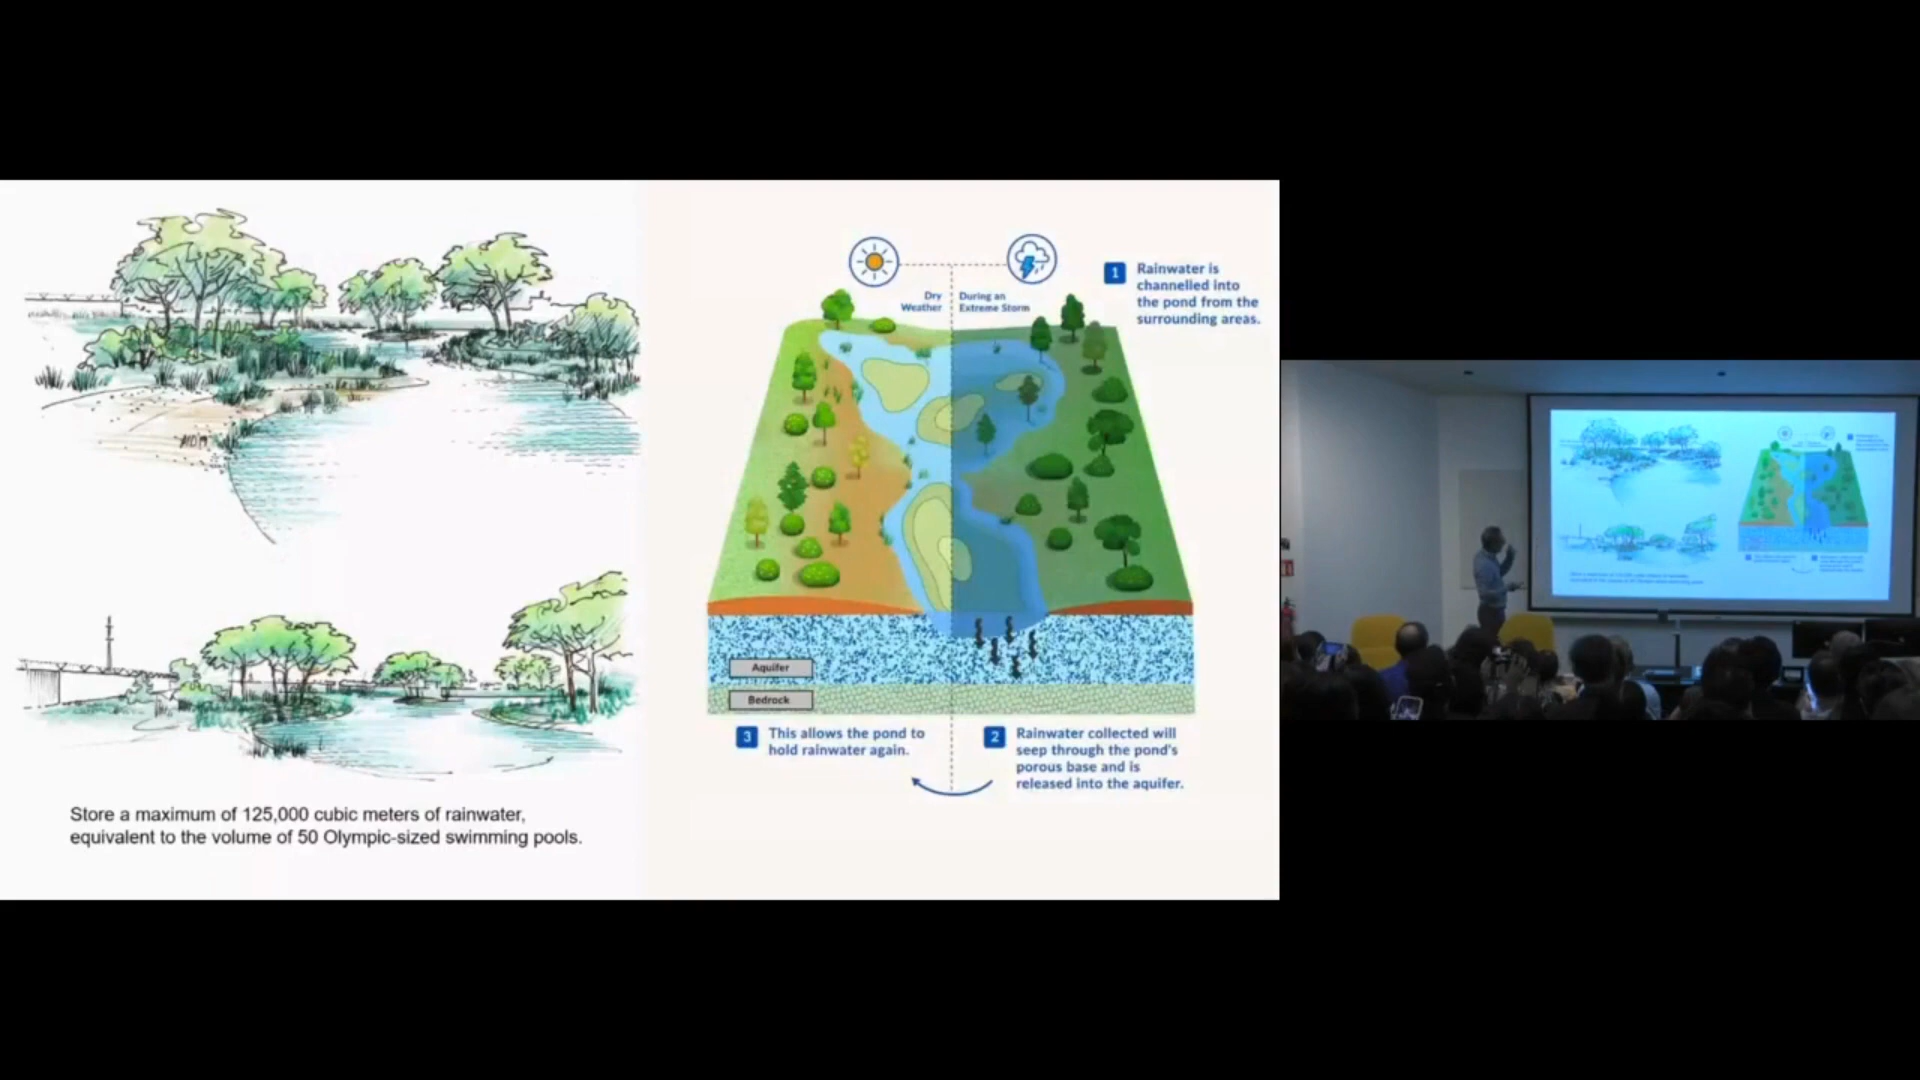 Store a maximum of 125,000 cubic meters of rainwater,
equivalent to the volume of 50 Olympic-sized swimming pools.
Dry
Weather
During an
Extreme Storm
1
Rainwater is
channelled into
the pond from the
surrounding areas.
Aquifer
Bedrock
3
This allows the pond to
hold rainwater again.
2
Rainwater collected will
seep through the pond's
porous base and is
released into the aquifer.